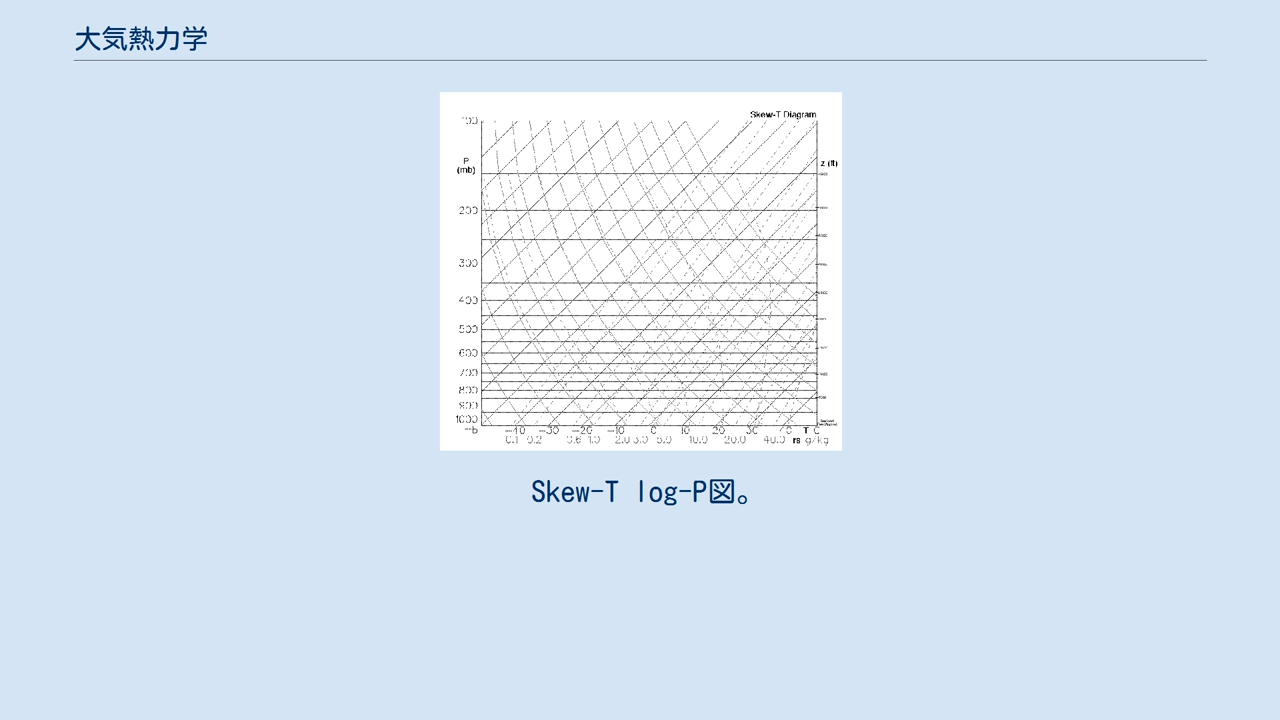 大気熱力学
Skew-T Diagram
100
P
(mb)
z (ft)
200
300
400
500
600
700
800
900
1000
-40 -30 -20 -10 0 10 20 30 T C
0.1 0.2 0.6 1.0 2.0 3.0 5.0 10.0 20.0 40.0 rs g/kg
Skew-T log-P図。